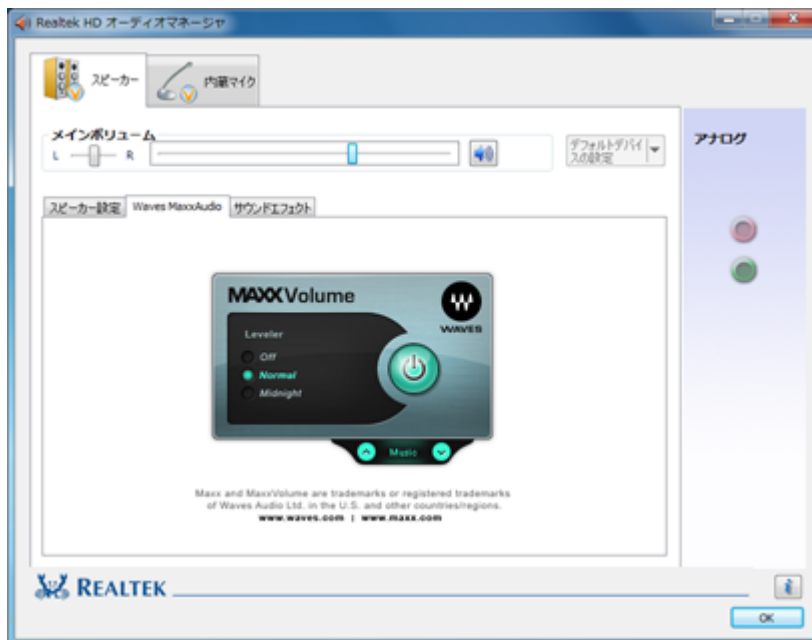 Realtek HD オーディオマネージャ
スピーカー
内蔵マイク
メインボリューム
L
R
デフォルトデバイ
スの設定
アナログ
スピーカー設定
Waves MaxxAudio
サウンドエフェクト
MAXXVolume
WAVES
Leveler
Off
Normal
Midnight
Music
Maxx and MaxxVolume are trademarks or registered trademarks
of Waves Audio Ltd. in the U.S. and other countries/regions.
www.waves.com | www.maxx.com
REALTEK
i
OK